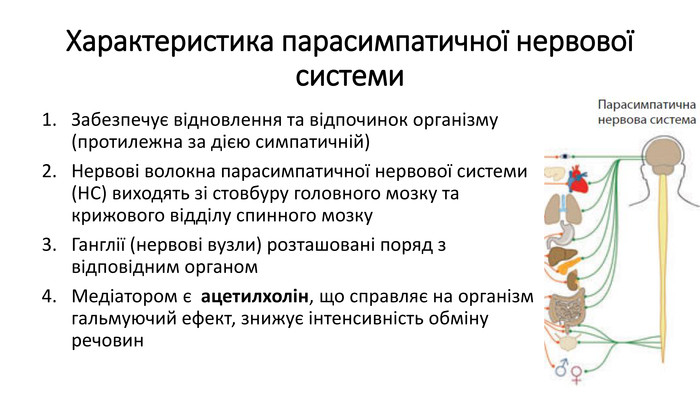 Характеристика парасимпатичної нервової
системи
1. Забезпечує відновлення та відпочинок організму
(протилежна за дією симпатичній)
2. Нервові волокна парасимпатичної нервової системи
(НС) виходять зі стовбуру головного мозку та
крижового відділу спинного мозку
3. Ганглії (нервові вузли) розташовані поряд з
відповідним органом
4. Медіатором є ацетилхолін, що справляє на організм
гальмуючий ефект, знижує інтенсивність обміну
речовин
Парасимпатична
нервова система